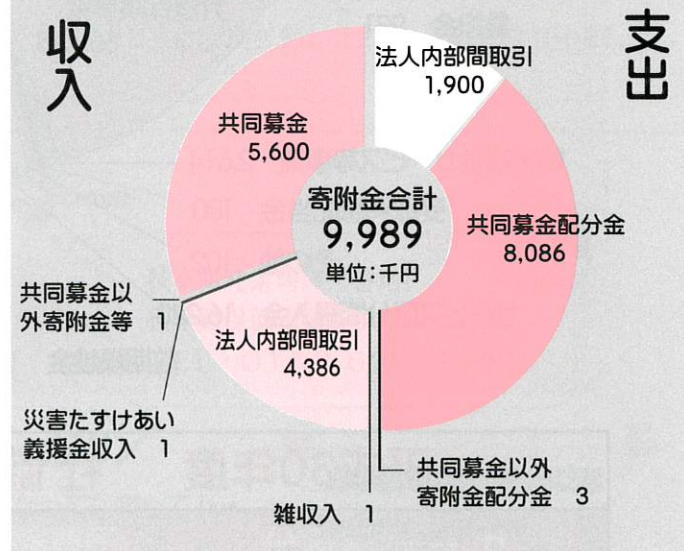 収入
支出
法人内部間取引
1,900
共同募金
5,600
寄附金合計
9,989
単位:千円
共同募金配分金
8,086
共同募金以
外寄附金等 1
法人内部間取引
4,386
災害たすけあい
義援金収入 1
共同募金以外
寄附金配分金 3
雑収入 1